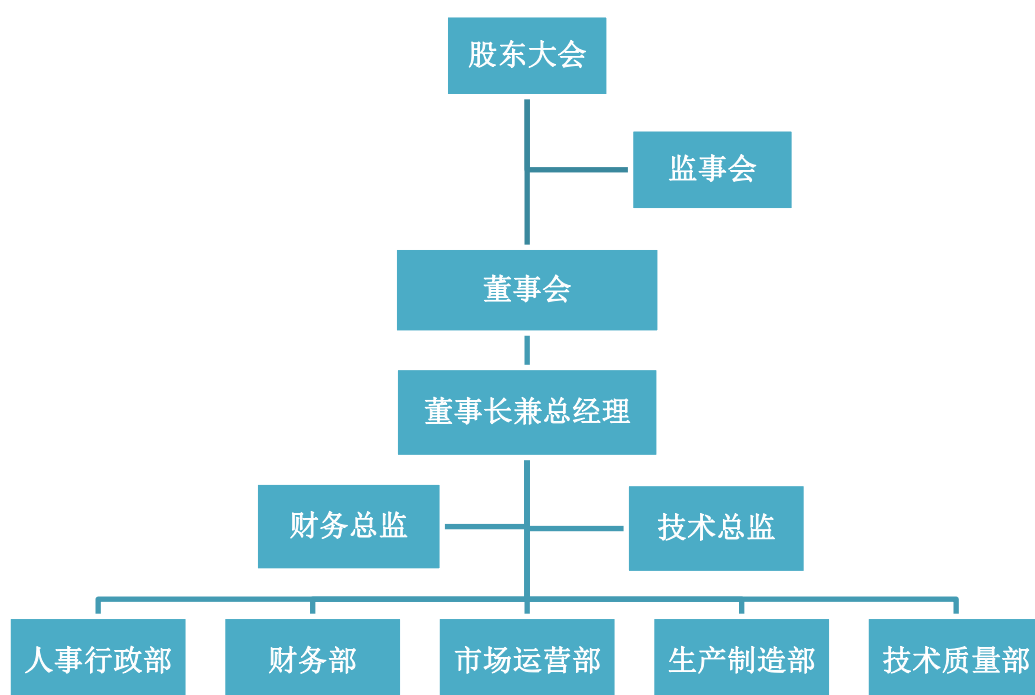 股东大会
监事会
董事会
董事长兼总经理
财务总监
技术总监
人事行政部
财务部
市场运营部
生产制造部
技术质量部